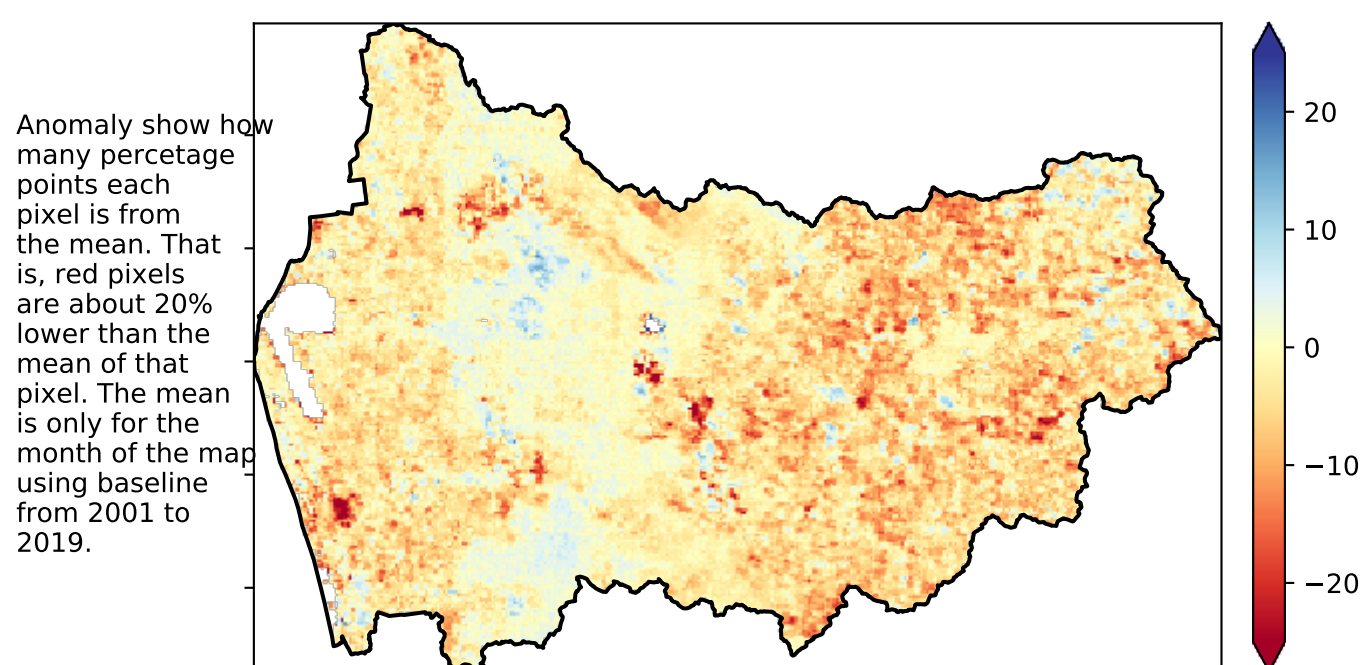 Anomaly show how
many percetage
points each
pixel is from
the mean. That
is, red pixels
are about 20%
lower than the
mean of that
pixel. The mean
is only for the
month of the map
using baseline
from 2001 to
2019.
20
10
0
−10
−20